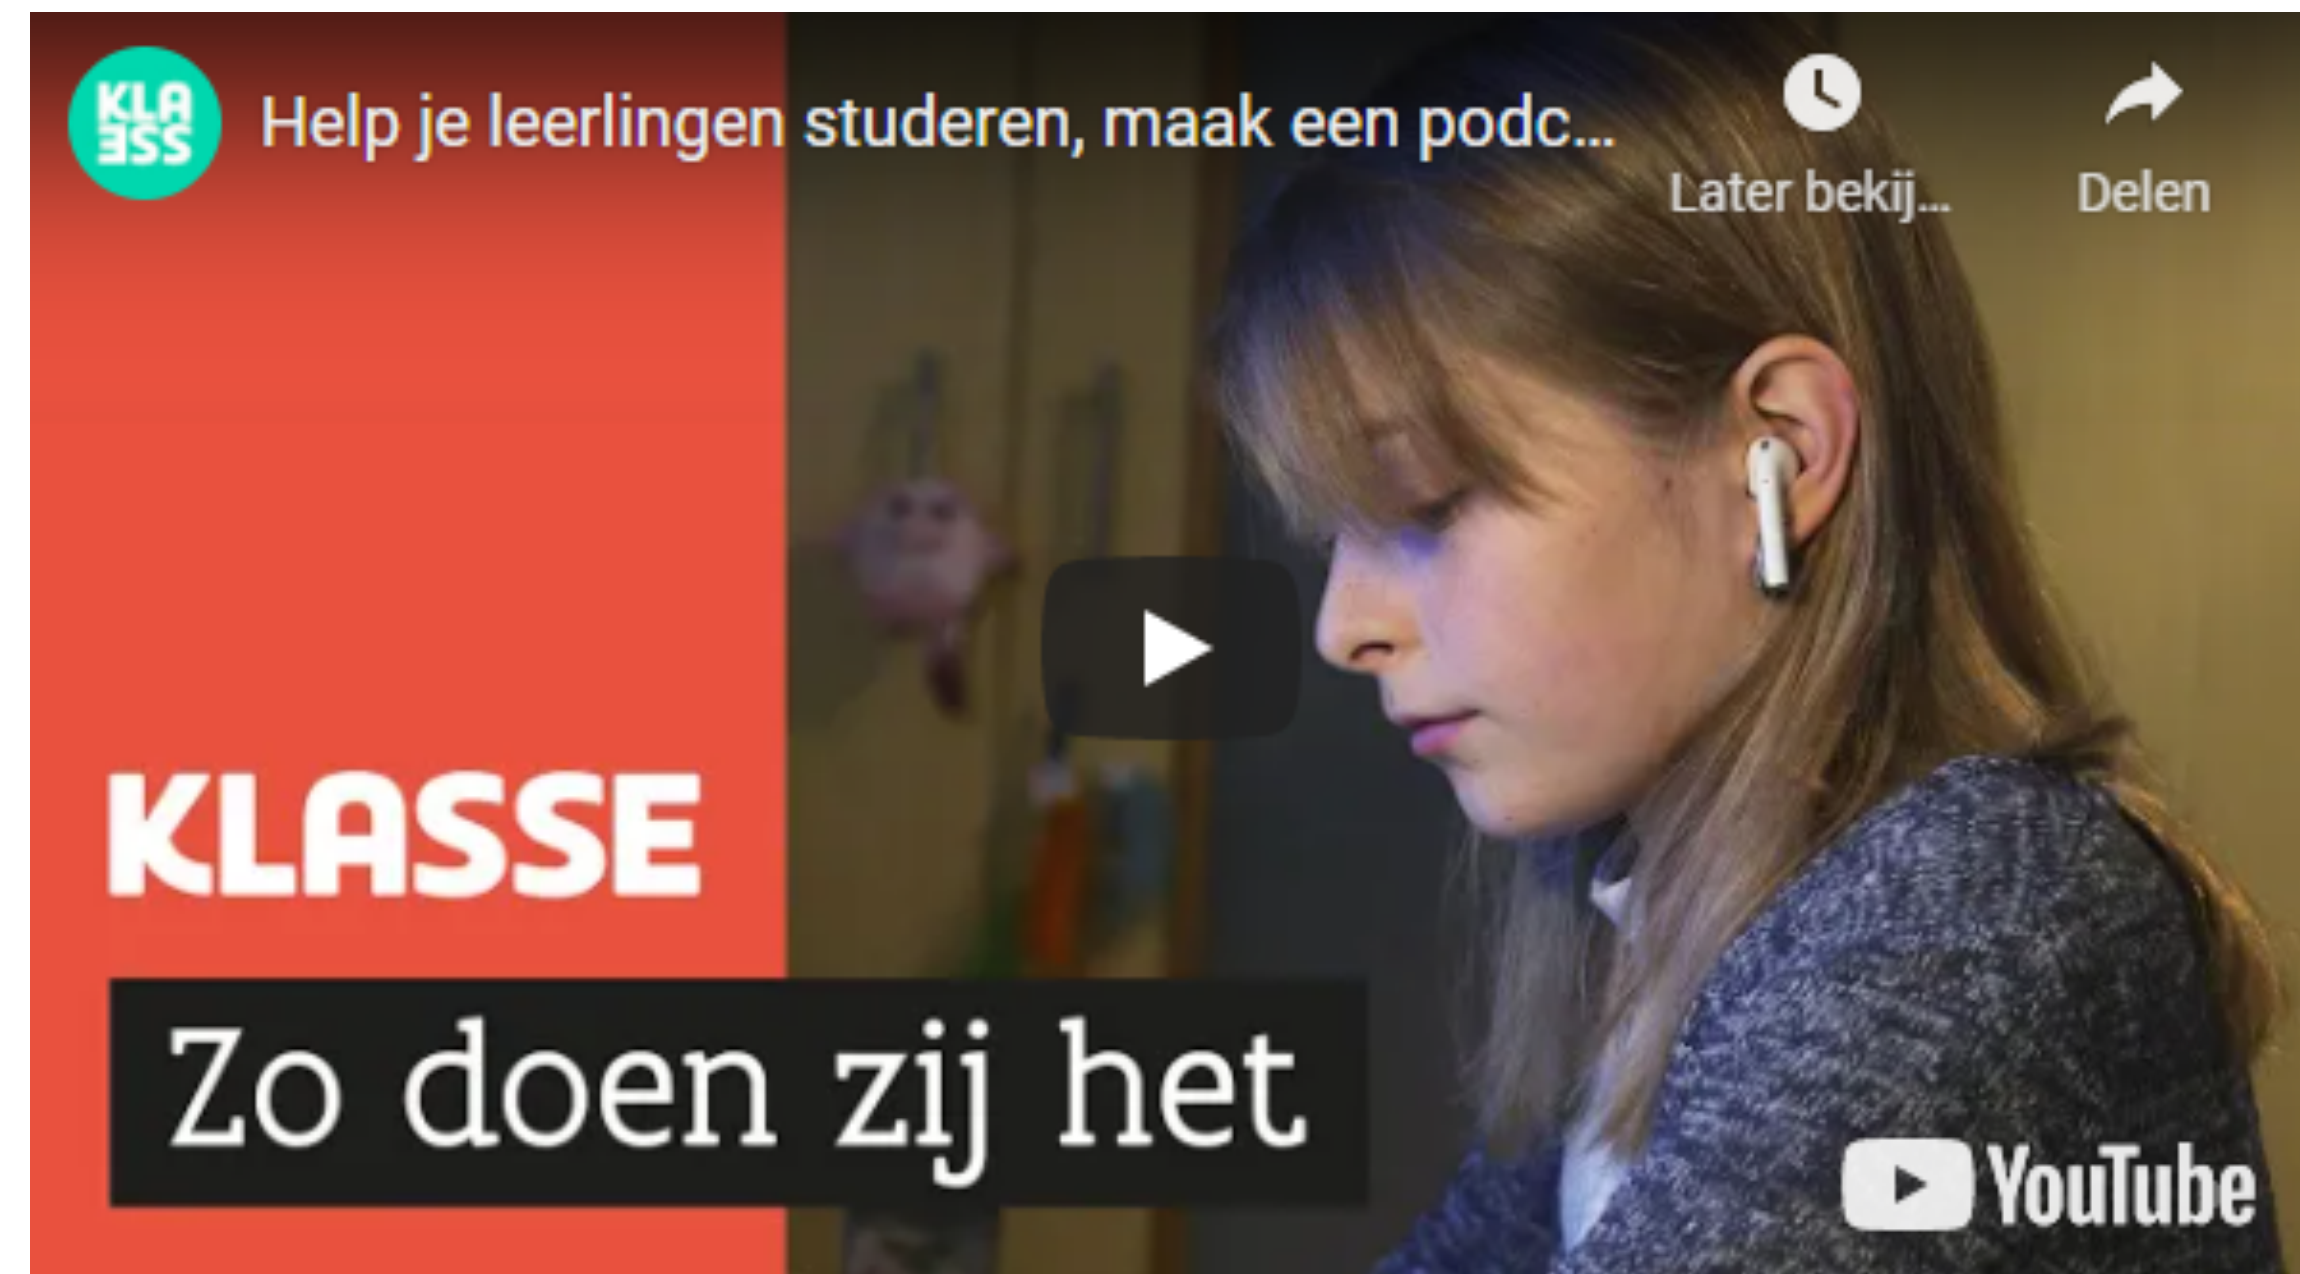 KLA
SSE
Help je leerlingen studeren, maak een podc...
Later bekij...
Delen
KLASSE
Zo doen zij het
YouTube